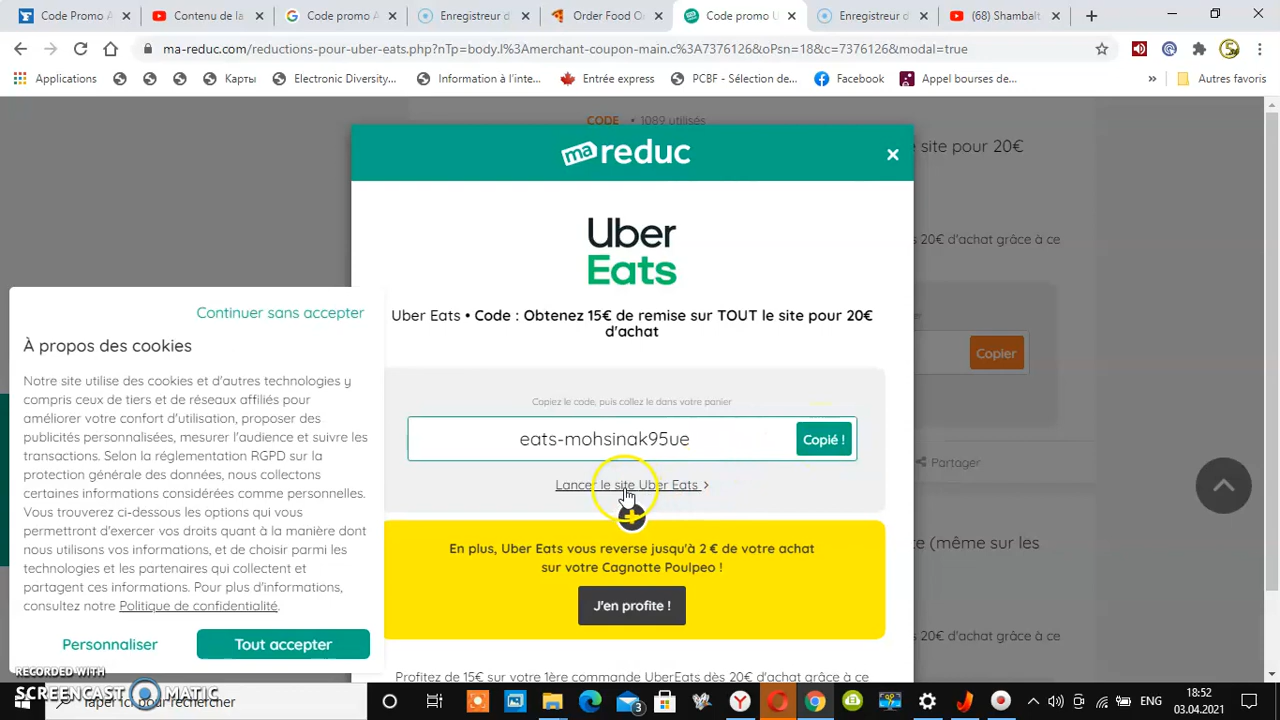 Code promo A
Contenu de la
Code promo A
Enregistreur d
Order Food O
Code promo U
Enregistreur d
(68) Shambal
ma-reduc.com/reductions-pour-uber-eats.php?nTp=body.l%3Amerchant-coupon-main.c%3A7376126&oPsn=18&c=7376126&modal=true
Applications
Карты
Electronic Diversity...
Information à l'inte...
Entrée express
PCBF - Sélection de...
Facebook
Appel bourses de...
»
Autres favoris
CODE • 1089 utilisés
ma reduc
site pour 20€
Uber
Eats
20€ d'achat grâce à ce
Continuer sans accepter
Uber Eats • Code : Obtenez 15€ de remise sur TOUT le site pour 20€
d'achat
À propos des cookies
Copier
Notre site utilise des cookies et d'autres technologies y
compris ceux de tiers et de réseaux affiliés pour
améliorer votre confort d'utilisation, proposer des
publicités personnalisées, mesurer l'audience et suivre les
transactions. Selon la réglementation RGPD sur la
protection générale des données, nous collectons
certaines informations considérées comme personnelles.
Vous trouverez ci-dessous les options qui vous
permettront d'exercer vos droits quant à la manière dont
nous utilisons vos informations, et de choisir parmi les
technologies et les partenaires qui collectent et
partagent ces informations. Pour plus d'informations,
consultez notre Politique de confidentialité.
Personnaliser
Tout accepter
Copiez le code, puis collez le dans votre panier
eats-mohsinak95ue
Copié !
Lancer le site Uber Eats >
Partager
En plus, Uber Eats vous reverse jusqu'à 2 € de votre achat
sur votre Cagnotte Poulpeo !
J'en profite !
(même sur les
20€ d'achat grâce à ce
Profitez de 15€ sur votre 1ère commande UberEats dès 20€ d'achat grâce à ce
RECORDED WITH
SCREENCAST MATIC
Taper ici pour rechercher
3
ENG
18:52
03.04.2021